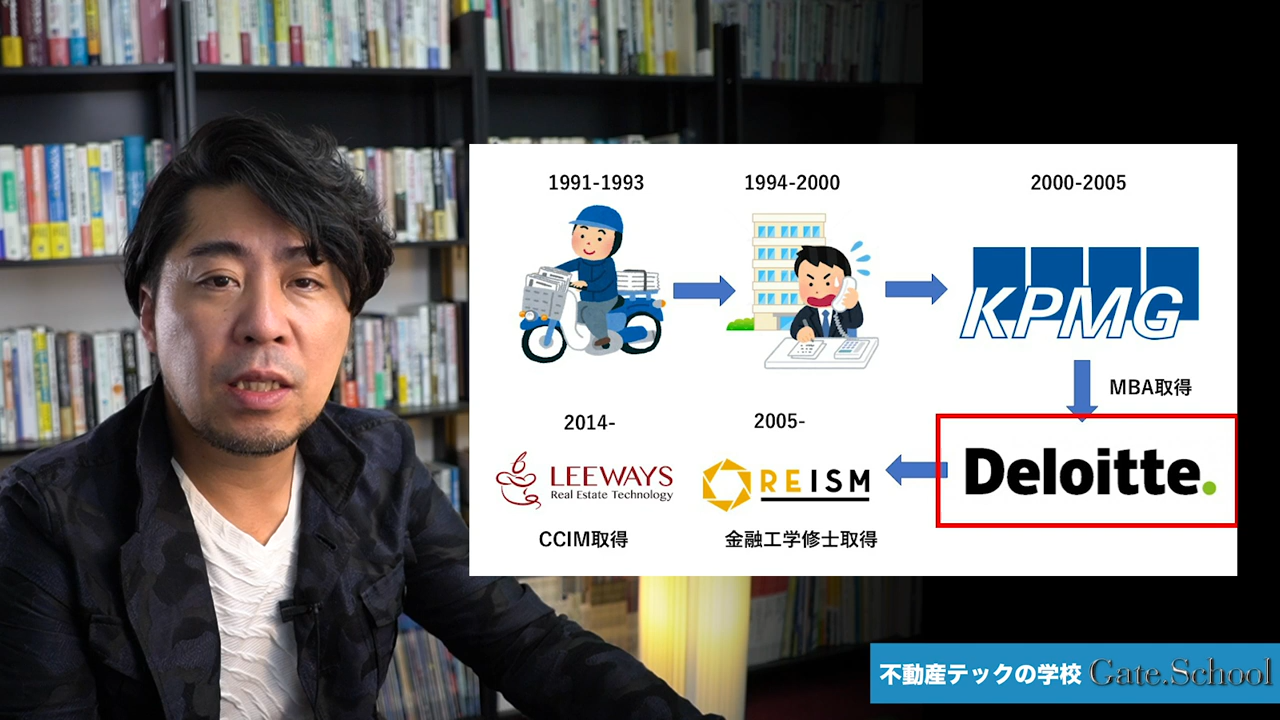 1991-1993
1994-2000
2000-2005
KPMG
MBA取得
2014-
2005-
Deloitte.
LEEWAYS
Real Estate Technology
REISM
CCIM取得
金融工学修士取得
不動産テックの学校 Gate.School